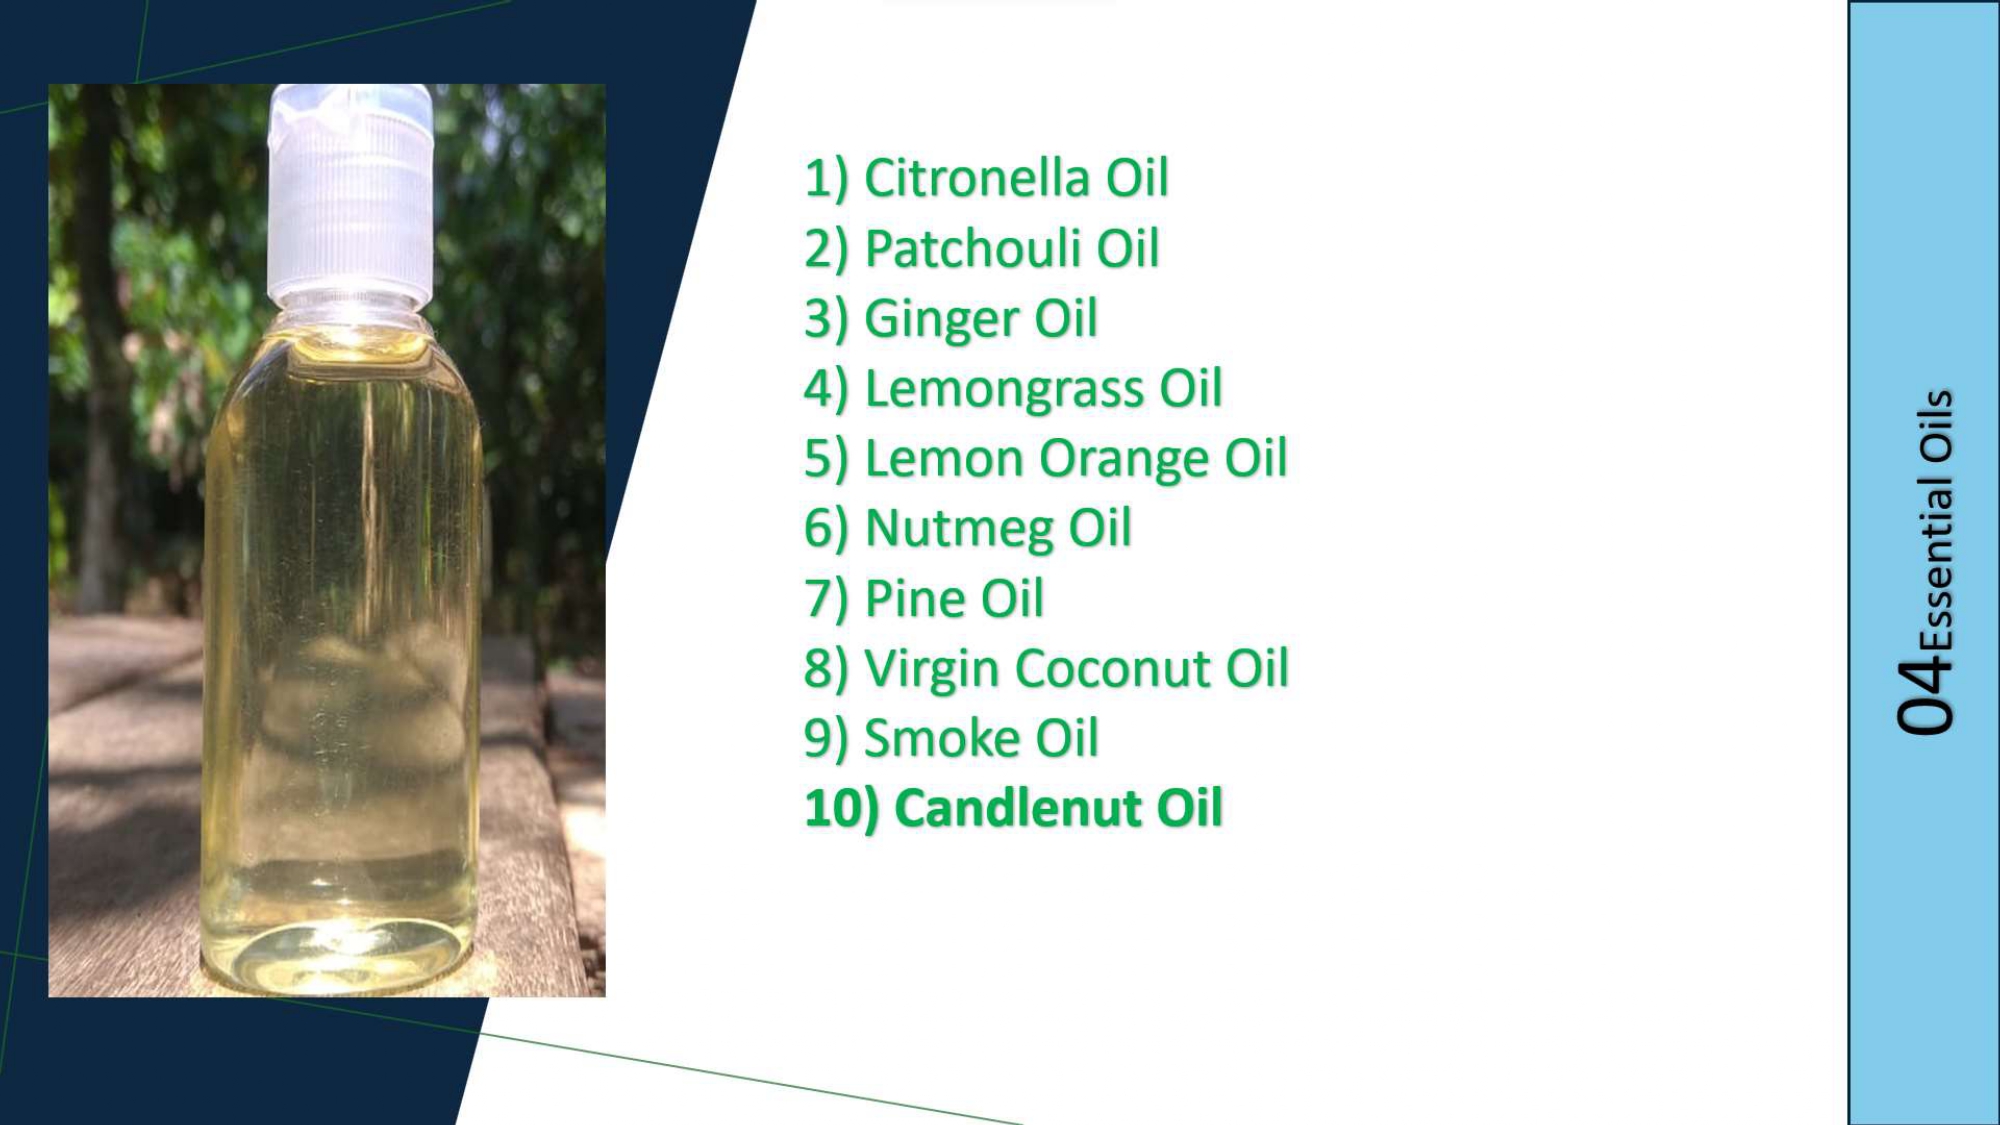 1) Citronella Oil
2) Patchouli Oil
3) Ginger Oil
4) Lemongrass Oil
5) Lemon Orange Oil
6) Nutmeg Oil
7) Pine Oil
8) Virgin Coconut Oil
9) Smoke Oil
10) Candlenut Oil
04Essential Oils